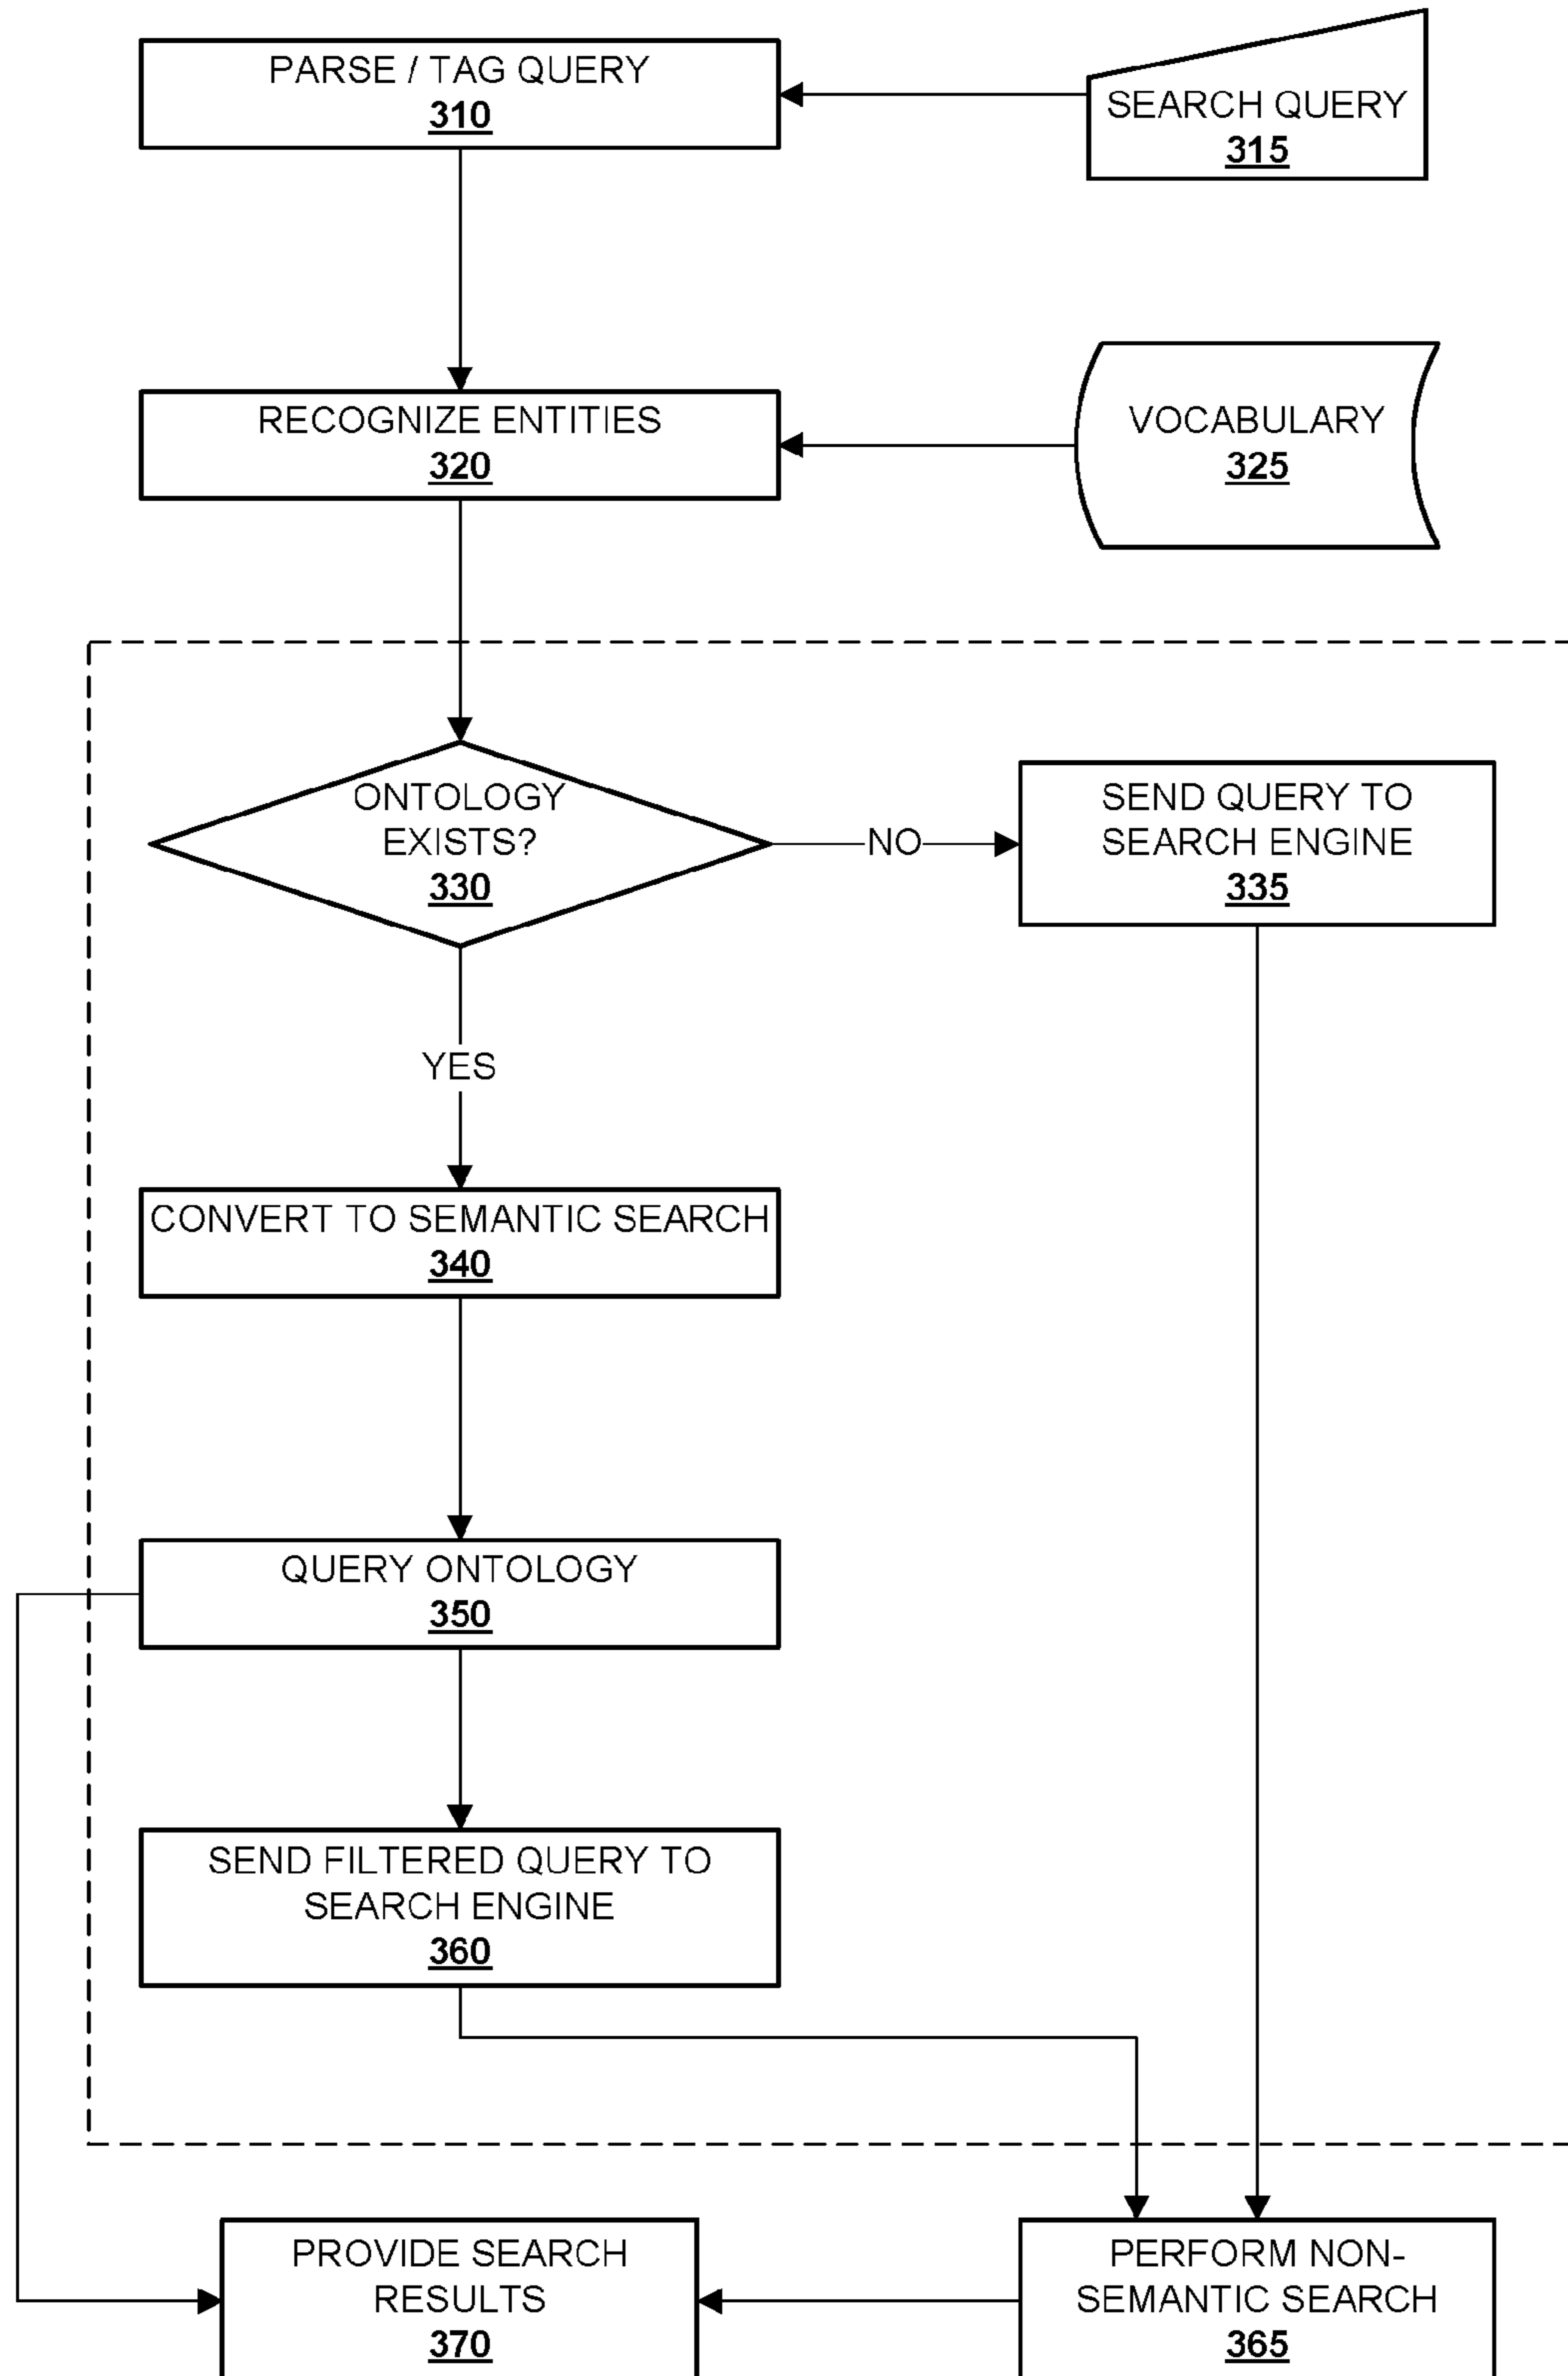 PARSE / TAG QUERY
310
SEARCH QUERY
315
RECOGNIZE ENTITIES
320
VOCABULARY
325
ONTOLOGY
EXISTS?
330
NO
SEND QUERY TO
SEARCH ENGINE
335
YES
CONVERT TO SEMANTIC SEARCH
340
QUERY ONTOLOGY
350
SEND FILTERED QUERY TO
SEARCH ENGINE
360
PROVIDE SEARCH
RESULTS
370
PERFORM NON-
SEMANTIC SEARCH
365